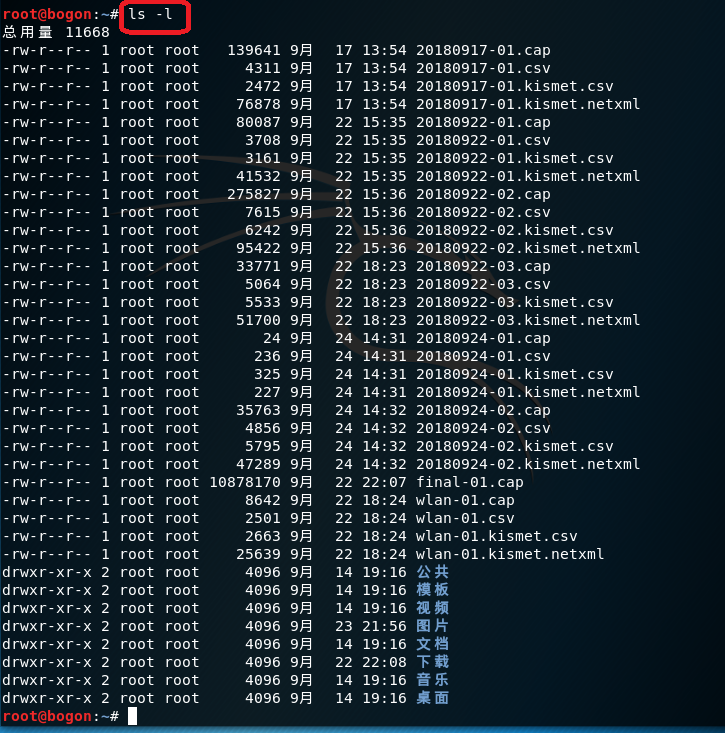 root@bogon:~# ls -l
总用量 11668
-rw-r--r-- 1 root root   139641 9月  17 13:54 20180917-01.cap
-rw-r--r-- 1 root root     4311 9月  17 13:54 20180917-01.csv
-rw-r--r-- 1 root root     2472 9月  17 13:54 20180917-01.kismet.csv
-rw-r--r-- 1 root root    76878 9月  17 13:54 20180917-01.kismet.netxml
-rw-r--r-- 1 root root    80087 9月  22 15:35 20180922-01.cap
-rw-r--r-- 1 root root     3708 9月  22 15:35 20180922-01.csv
-rw-r--r-- 1 root root     3161 9月  22 15:35 20180922-01.kismet.csv
-rw-r--r-- 1 root root    41532 9月  22 15:35 20180922-01.kismet.netxml
-rw-r--r-- 1 root root   275827 9月  22 15:36 20180922-02.cap
-rw-r--r-- 1 root root     7615 9月  22 15:36 20180922-02.csv
-rw-r--r-- 1 root root     6242 9月  22 15:36 20180922-02.kismet.csv
-rw-r--r-- 1 root root    95422 9月  22 15:36 20180922-02.kismet.netxml
-rw-r--r-- 1 root root    33771 9月  22 18:23 20180922-03.cap
-rw-r--r-- 1 root root     5064 9月  22 18:23 20180922-03.csv
-rw-r--r-- 1 root root     5533 9月  22 18:23 20180922-03.kismet.csv
-rw-r--r-- 1 root root    51700 9月  22 18:23 20180922-03.kismet.netxml
-rw-r--r-- 1 root root       24 9月  24 14:31 20180924-01.cap
-rw-r--r-- 1 root root      236 9月  24 14:31 20180924-01.csv
-rw-r--r-- 1 root root      325 9月  24 14:31 20180924-01.kismet.csv
-rw-r--r-- 1 root root      227 9月  24 14:31 20180924-01.kismet.netxml
-rw-r--r-- 1 root root    35763 9月  24 14:32 20180924-02.cap
-rw-r--r-- 1 root root     4856 9月  24 14:32 20180924-02.csv
-rw-r--r-- 1 root root     5795 9月  24 14:32 20180924-02.kismet.csv
-rw-r--r-- 1 root root    47289 9月  24 14:32 20180924-02.kismet.netxml
-rw-r--r-- 1 root root 10878170 9月  22 22:07 final-01.cap
-rw-r--r-- 1 root root     8642 9月  22 18:24 wlan-01.cap
-rw-r--r-- 1 root root     2501 9月  22 18:24 wlan-01.csv
-rw-r--r-- 1 root root     2663 9月  22 18:24 wlan-01.kismet.csv
-rw-r--r-- 1 root root    25639 9月  22 18:24 wlan-01.kismet.netxml
drwxr-xr-x 2 root root     4096 9月  14 19:16 公共
drwxr-xr-x 2 root root     4096 9月  14 19:16 模板
drwxr-xr-x 2 root root     4096 9月  14 19:16 视频
drwxr-xr-x 2 root root     4096 9月  23 21:56 图片
drwxr-xr-x 2 root root     4096 9月  14 19:16 文档
drwxr-xr-x 2 root root     4096 9月  22 22:08 下载
drwxr-xr-x 2 root root     4096 9月  14 19:16 音乐
drwxr-xr-x 2 root root     4096 9月  14 19:16 桌面
root@bogon:~#